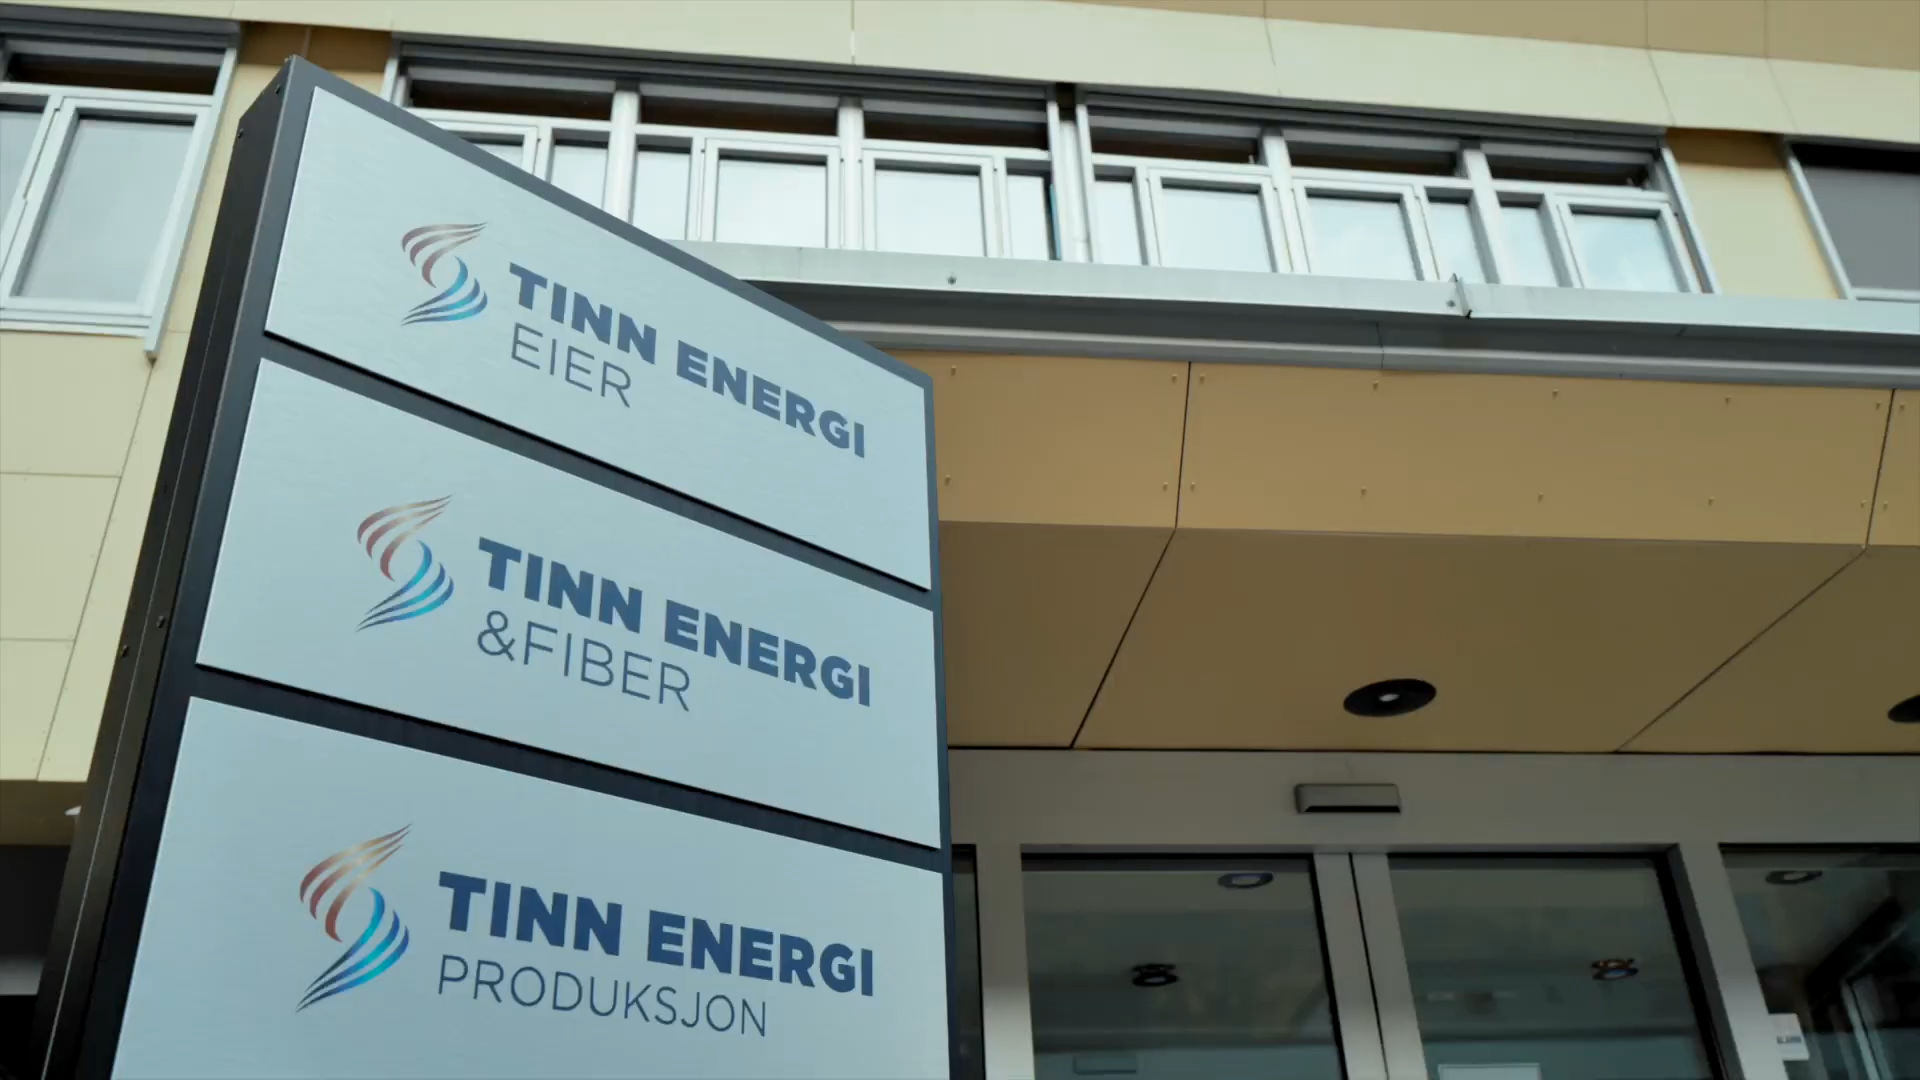 TINN ENERGI
EIER
TINN ENERGI
&FIBER
TINN ENERGI
PRODUKSJON